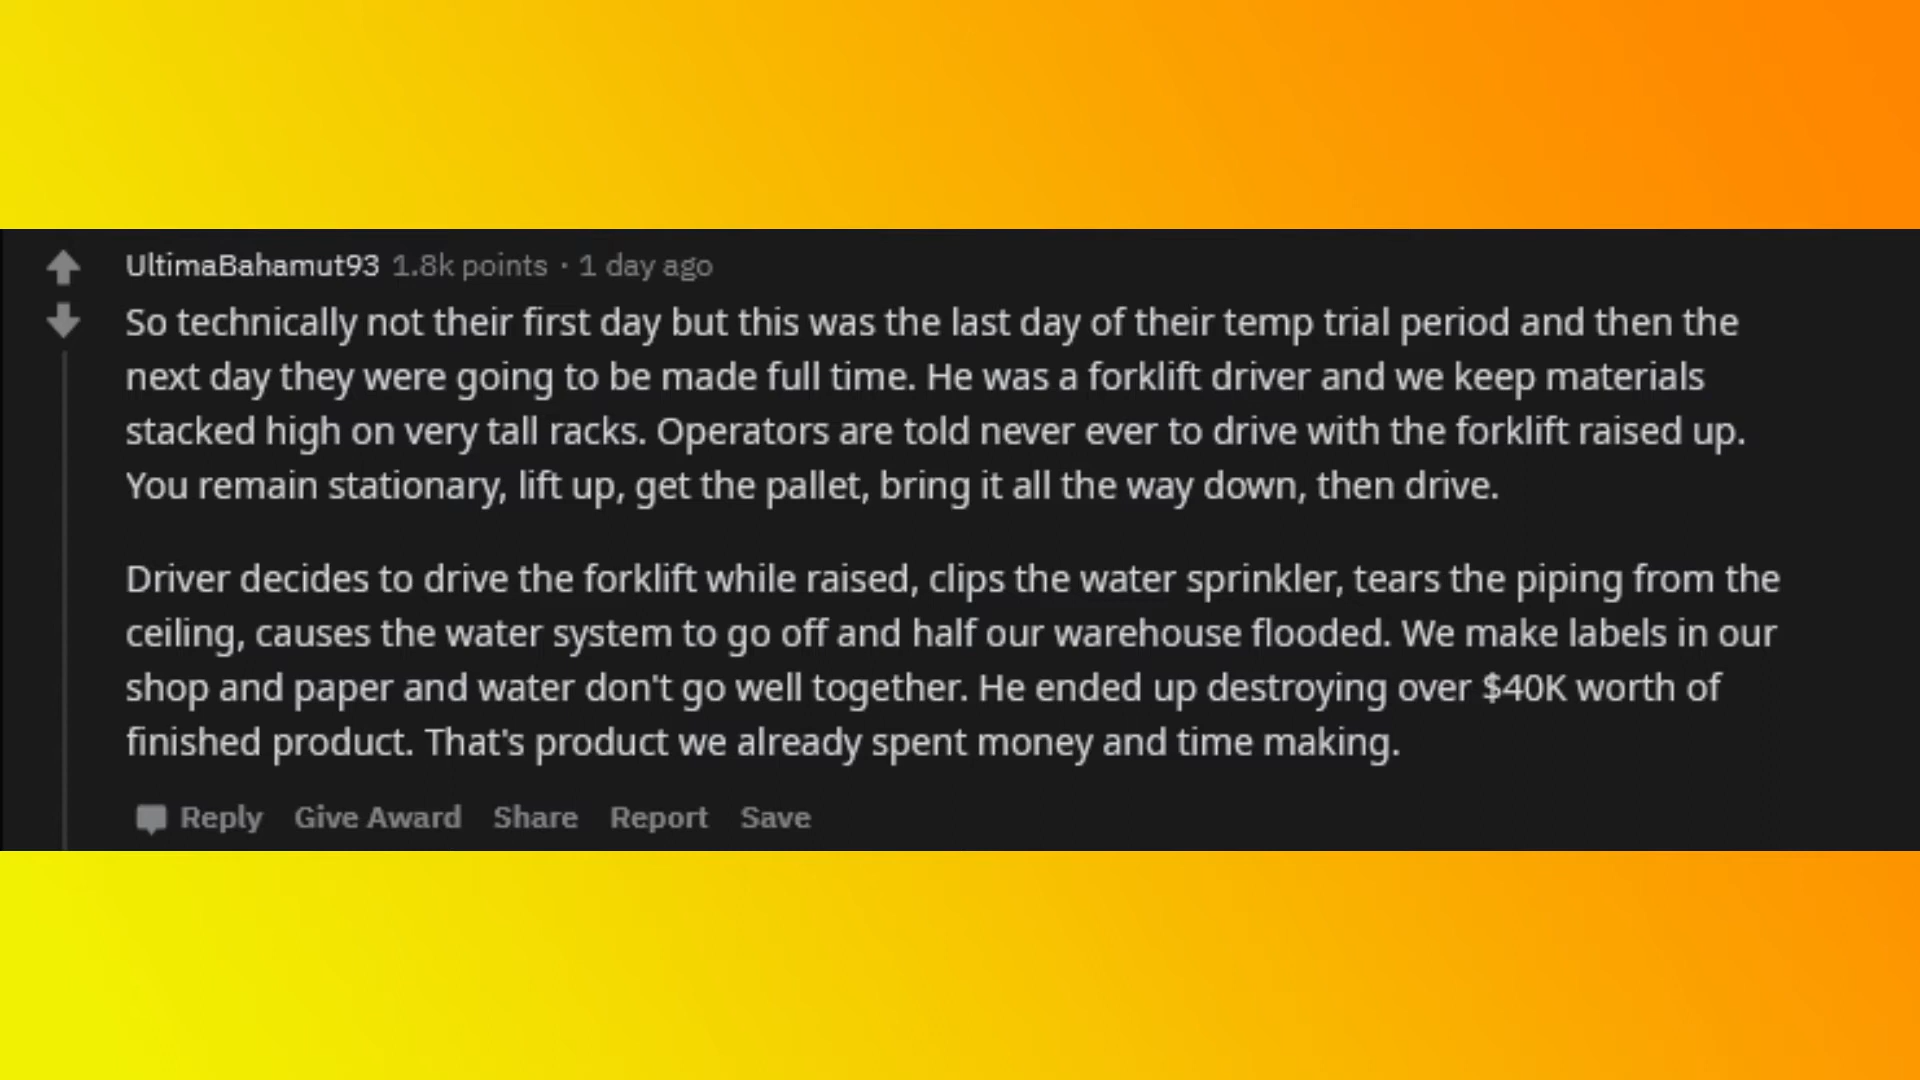 UltimaBahamut93 1.8k points · 1 day ago
So technically not their first day but this was the last day of their temp trial period and then the
next day they were going to be made full time. He was a forklift driver and we keep materials
stacked high on very tall racks. Operators are told never ever to drive with the forklift raised up.
You remain stationary, lift up, get the pallet, bring it all the way down, then drive.
Driver decides to drive the forklift while raised, clips the water sprinkler, tears the piping from the
ceiling, causes the water system to go off and half our warehouse flooded. We make labels in our
shop and paper and water don't go well together. He ended up destroying over $40K worth of
finished product. That's product we already spent money and time making.
Reply Give Award Share Report Save